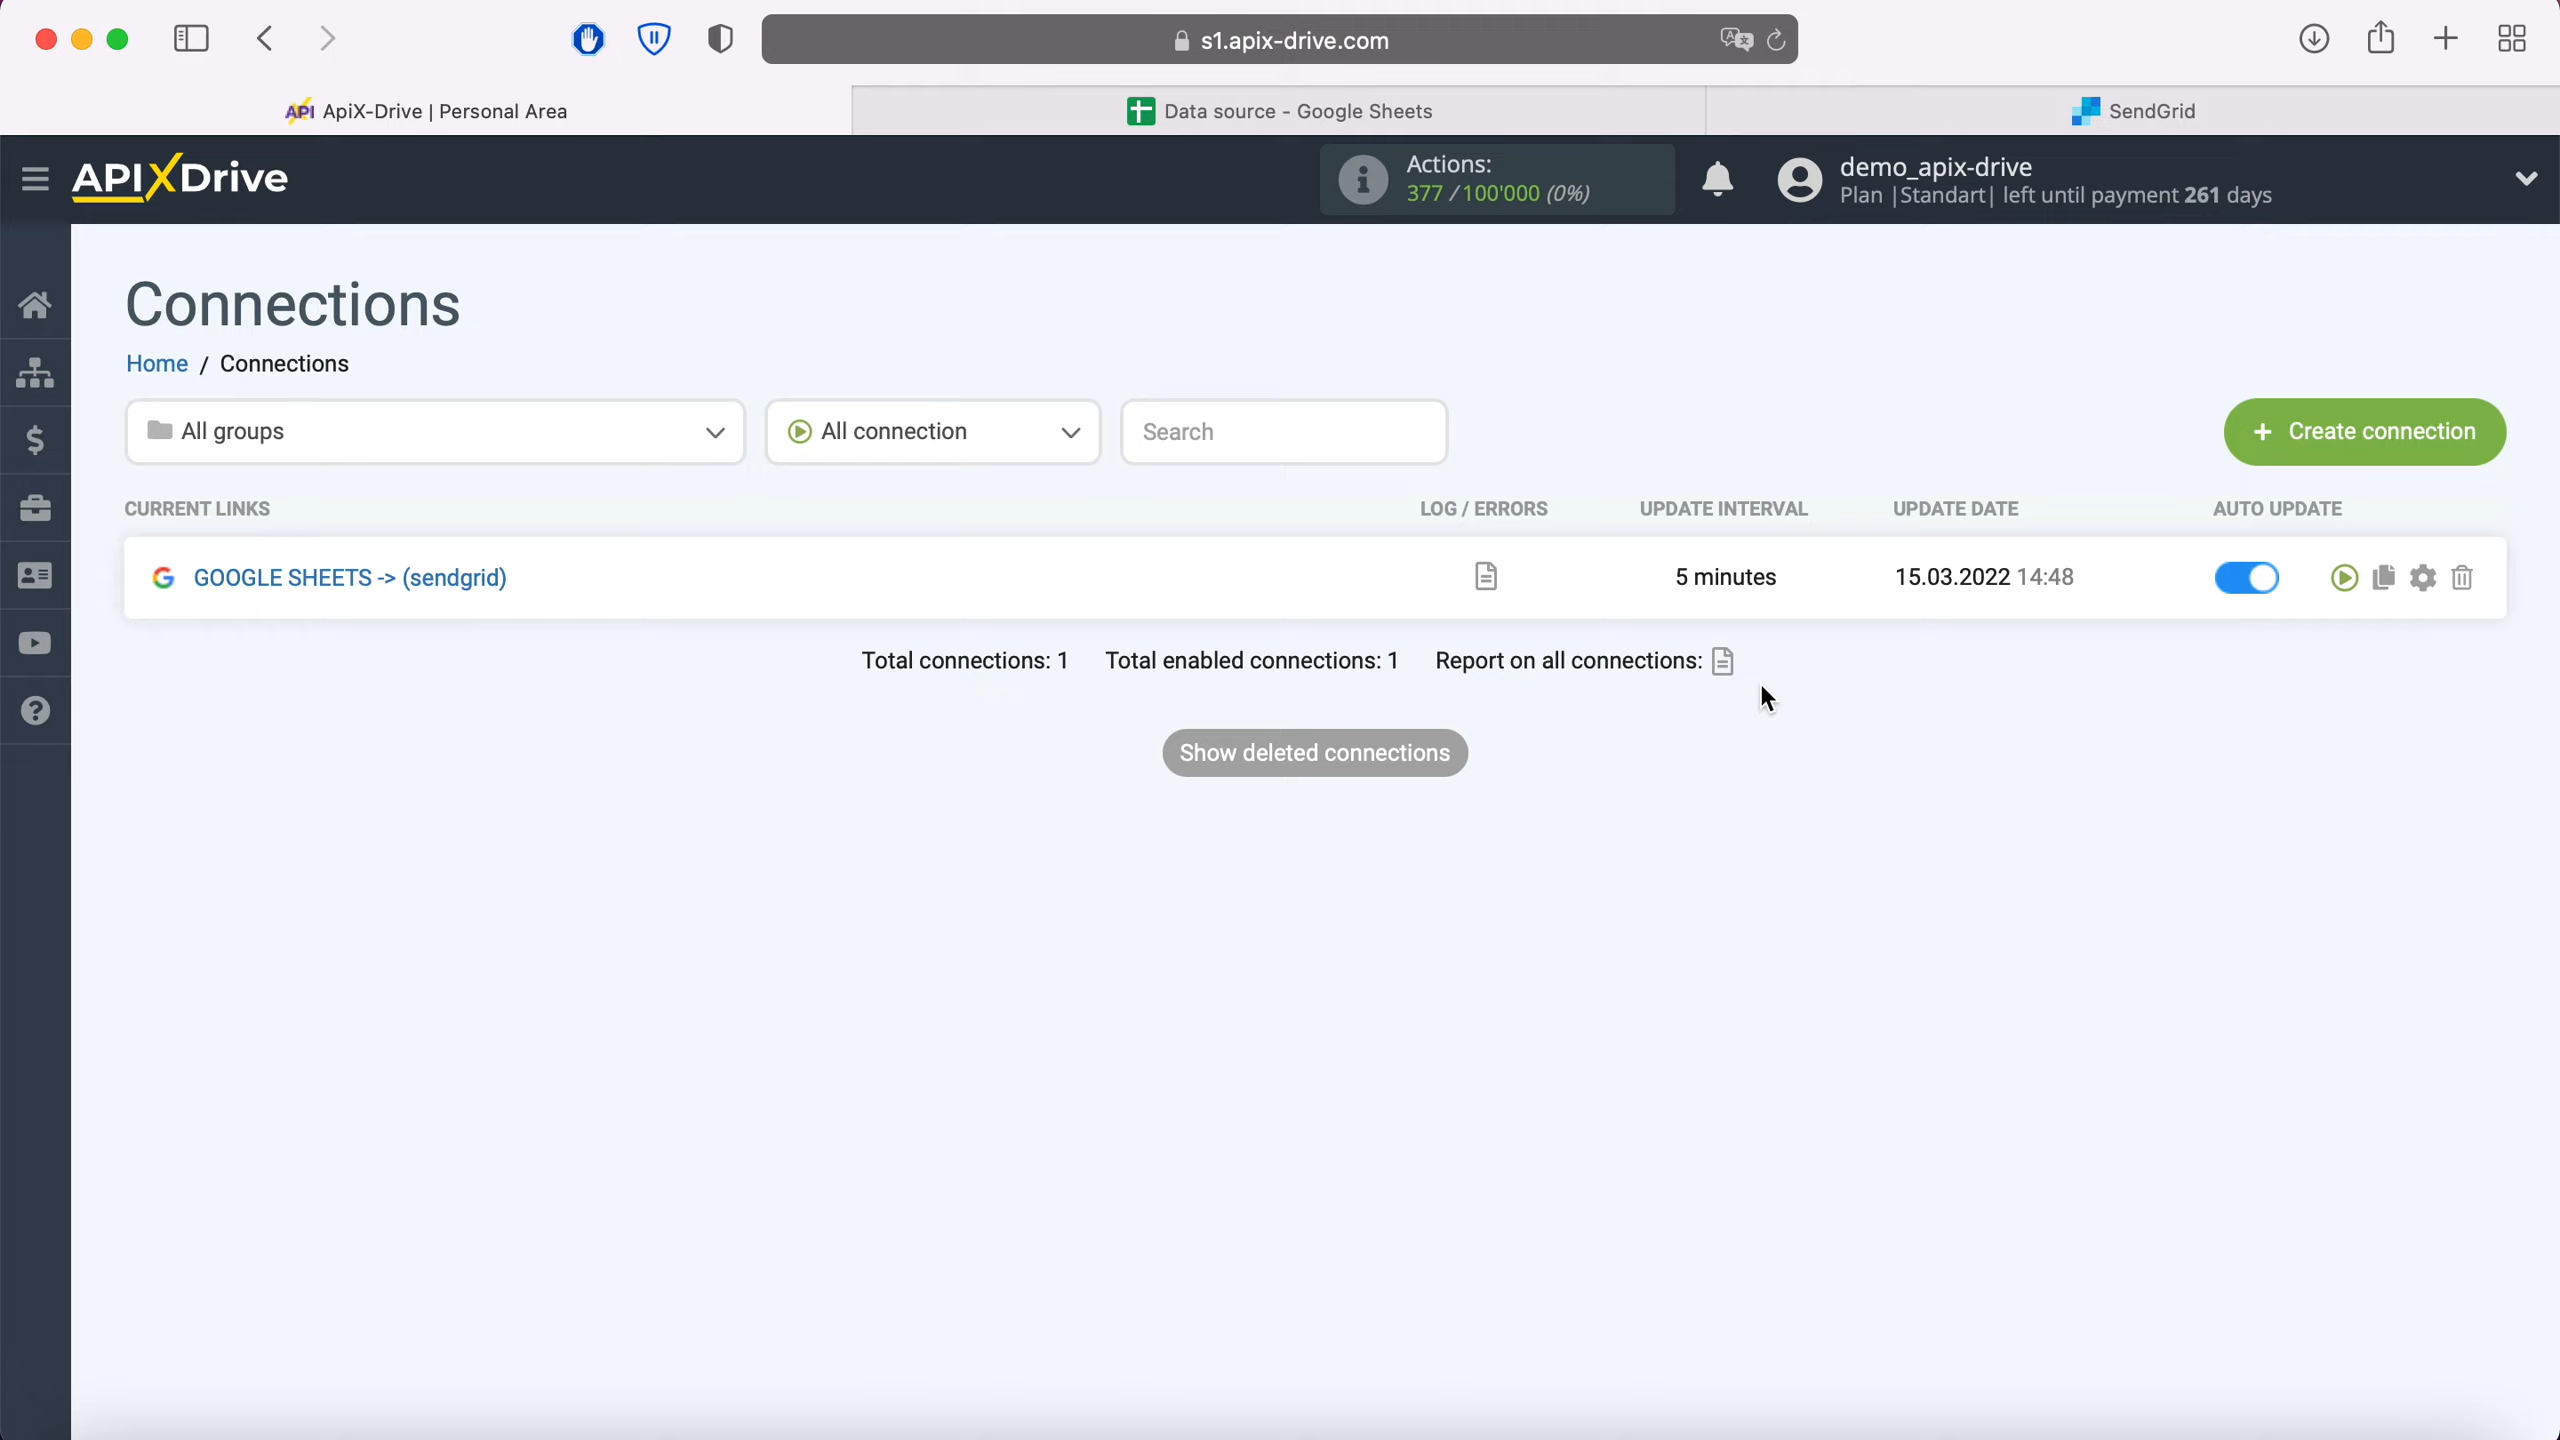 s1.apix-drive.com
API ApiX-Drive | Personal Area
Data source - Google Sheets
SendGrid
APIXDrive
Actions:
377 / 100'000 (0%)
demo_apix-drive
Plan |Standart| left until payment 261 days
Connections
Home / Connections
All groups
All connection
Search
+ Create connection
CURRENT LINKS
LOG / ERRORS
UPDATE INTERVAL
UPDATE DATE
AUTO UPDATE
GOOGLE SHEETS -> (sendgrid)
5 minutes
15.03.2022 14:48
Total connections: 1
Total enabled connections: 1
Report on all connections:
Show deleted connections